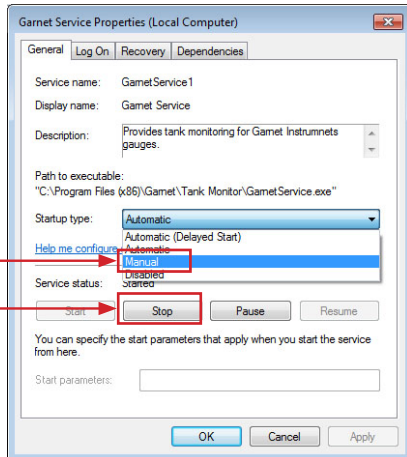 Garnet Service Properties (Local Computer)
General Log On Recovery Dependencies
Service name: GarnetService1
Display name: Garnet Service
Description: Provides tank monitoring for Garnet Instrumnets
gauges.
Path to executable:
"C:\Program Files (x86)\Garnet\Tank Monitor\GarnetService.exe"
Startup type: Automatic
Automatic (Delayed Start)
Help me configure Automatic
Manual
Disabled
Service status: Started
Start Stop Pause Resume
You can specify the start parameters that apply when you start the service
from here.
Start parameters:
OK Cancel Apply